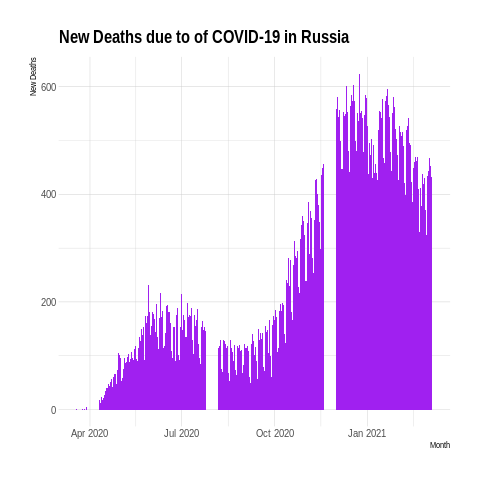 New Deaths due to of COVID-19 in Russia
New Deaths
600
400
200
0
Apr 2020
Jul 2020
Oct 2020
Jan 2021
Month